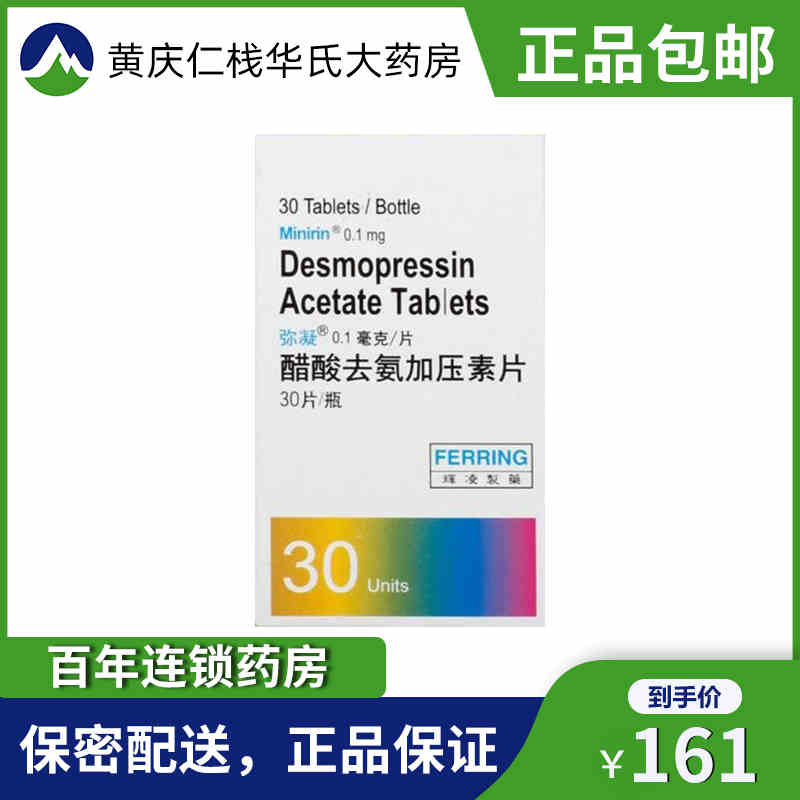 黄庆仁栈华氏大药房
正品包邮
30 Tablets / Bottle
Minirin® 0.1 mg
Desmopressin
Acetate Tablets
弥凝® 0.1 毫克/片
醋酸去氨加压素片
30片/瓶
FERRING
輝凌製藥
30 Units
百年连锁药房
保密配送，正品保证
到手价
¥161